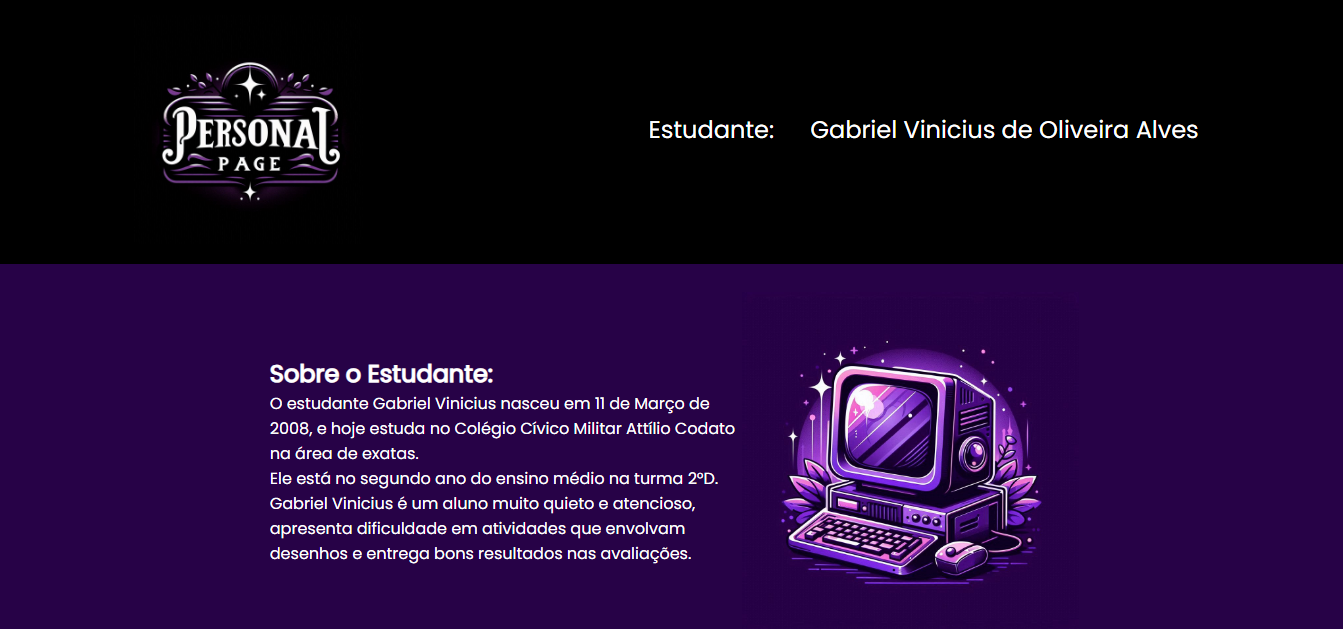 PERSONAL
PAGE
Estudante: Gabriel Vinicius de Oliveira Alves
Sobre o Estudante:
O estudante Gabriel Vinicius nasceu em 11 de Março de
2008, e hoje estuda no Colégio Cívico Militar Attílio Codato
na área de exatas.
Ele está no segundo ano do ensino médio na turma 2ºD.
Gabriel Vinicius é um aluno muito quieto e atencioso,
apresenta dificuldade em atividades que envolvam
desenhos e entrega bons resultados nas avaliações.